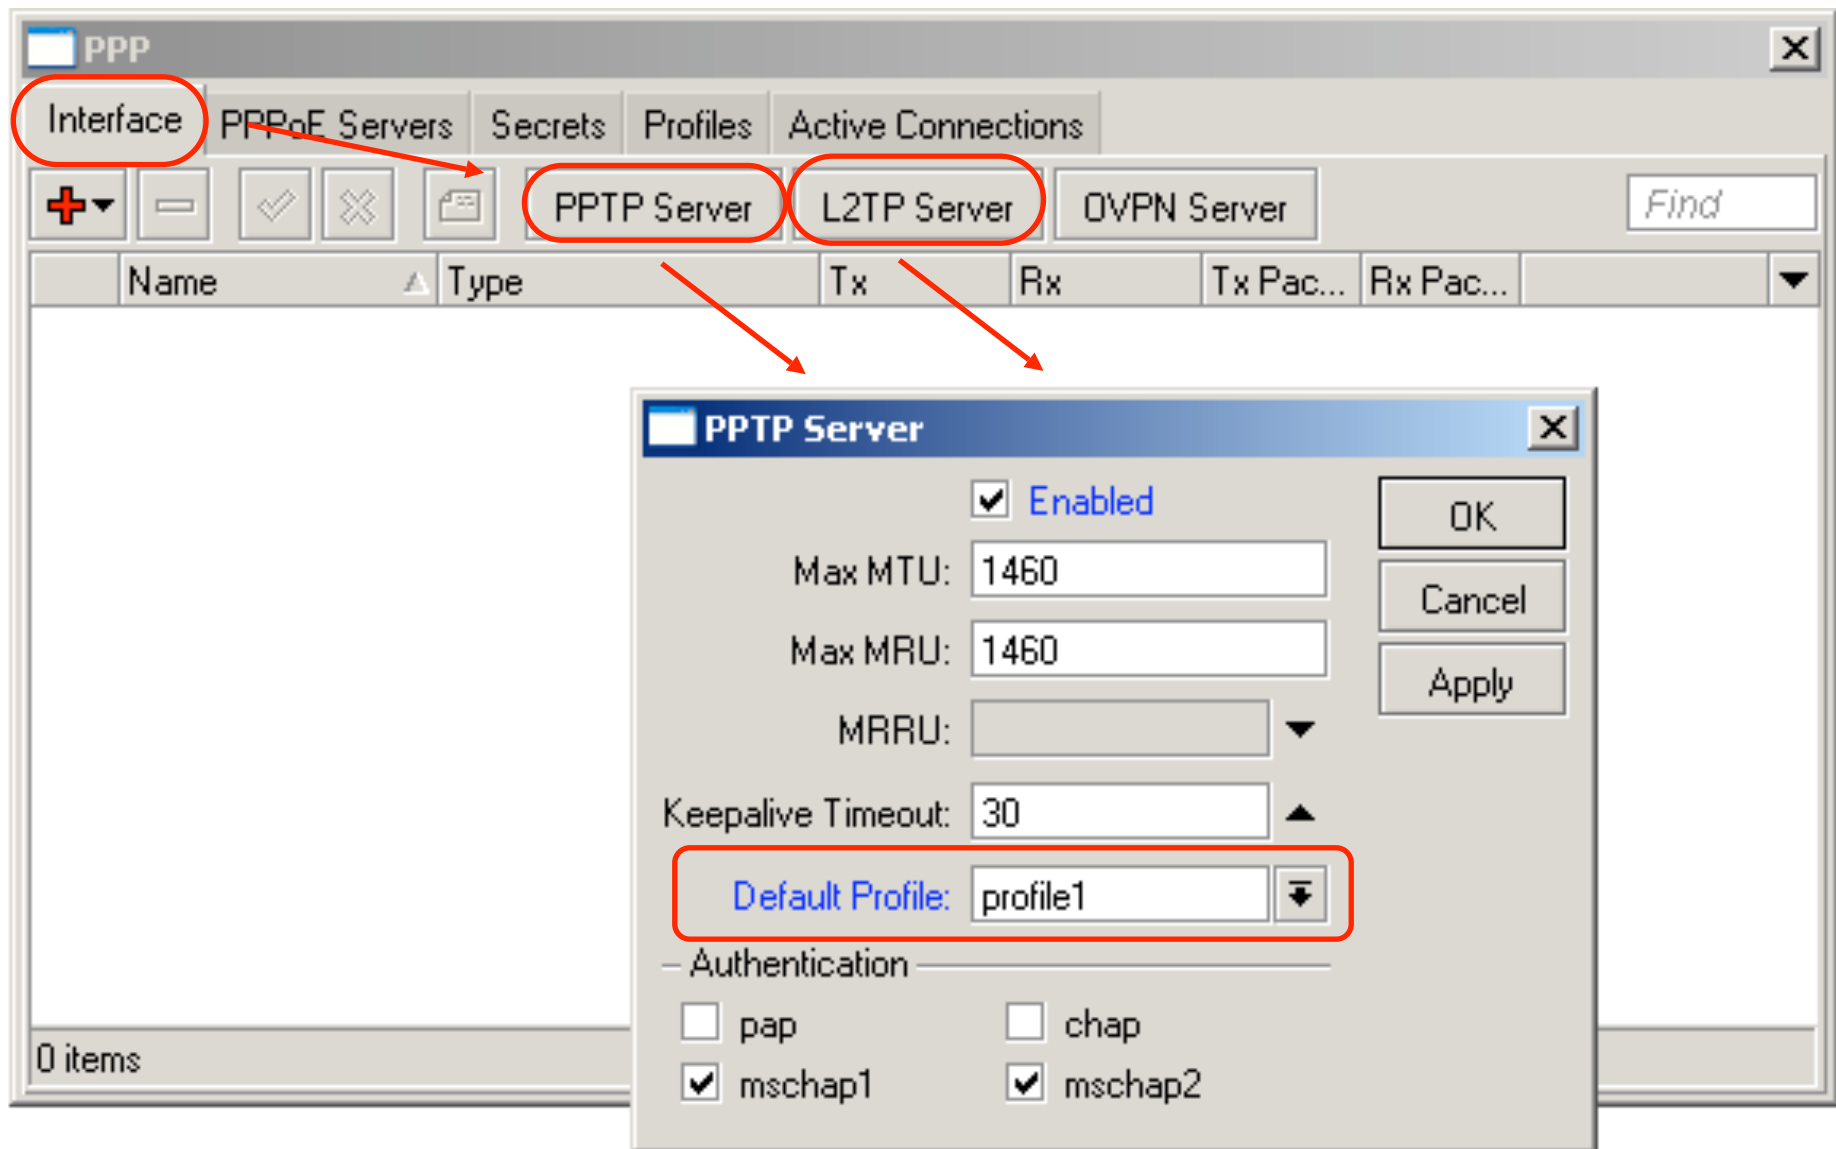 PPP
Interface PPPoE Servers Secrets Profiles Active Connections
PPTP Server L2TP Server OVPN Server Find
Name Type Tx Rx Tx Pac... Rx Pac...
PPTP Server
Enabled
OK
Max MTU: 1460
Cancel
Max MRU: 1460
Apply
MRRU:
Keepalive Timeout: 30
Default Profile: profile1
Authentication
pap chap
mschap1 mschap2
0 items